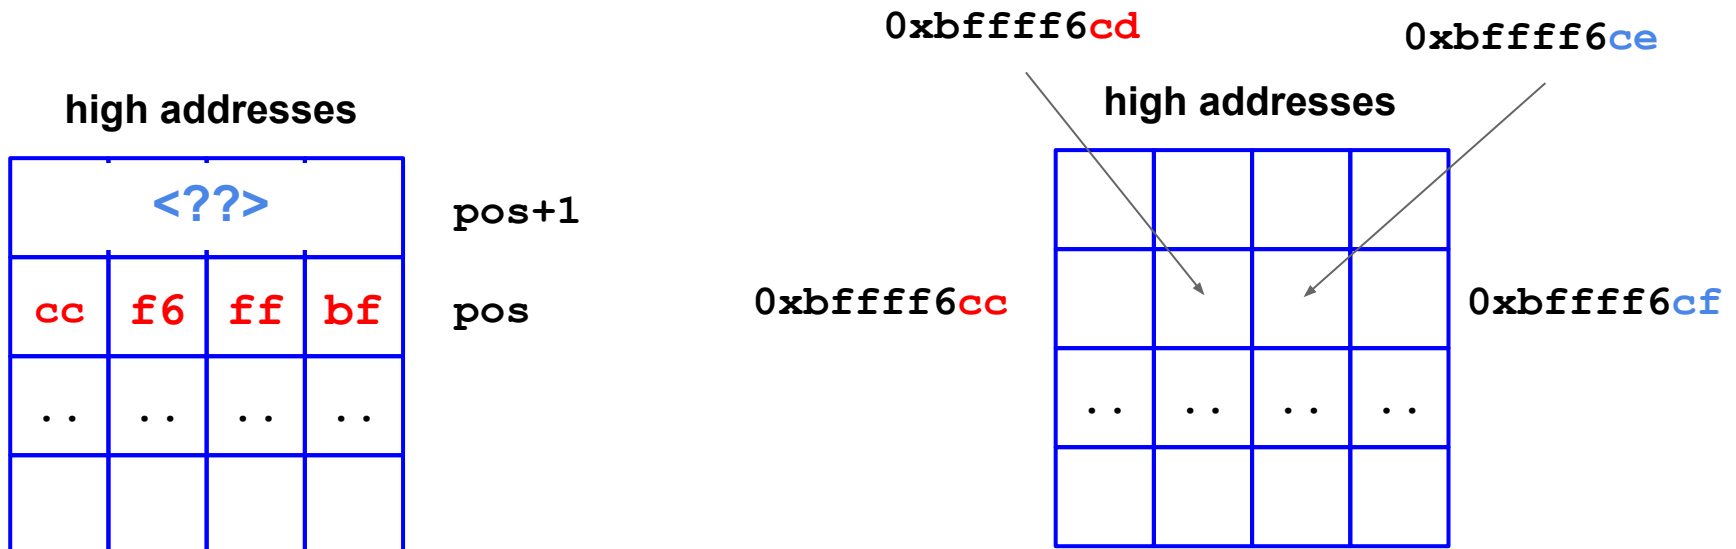 0xbffff6cd
0xbffff6ce
high addresses
high addresses
<??>
pos+1
cc f6 ff bf
pos
0xbffff6cc
0xbffff6cf
.. .. .. ..
.. .. .. ..